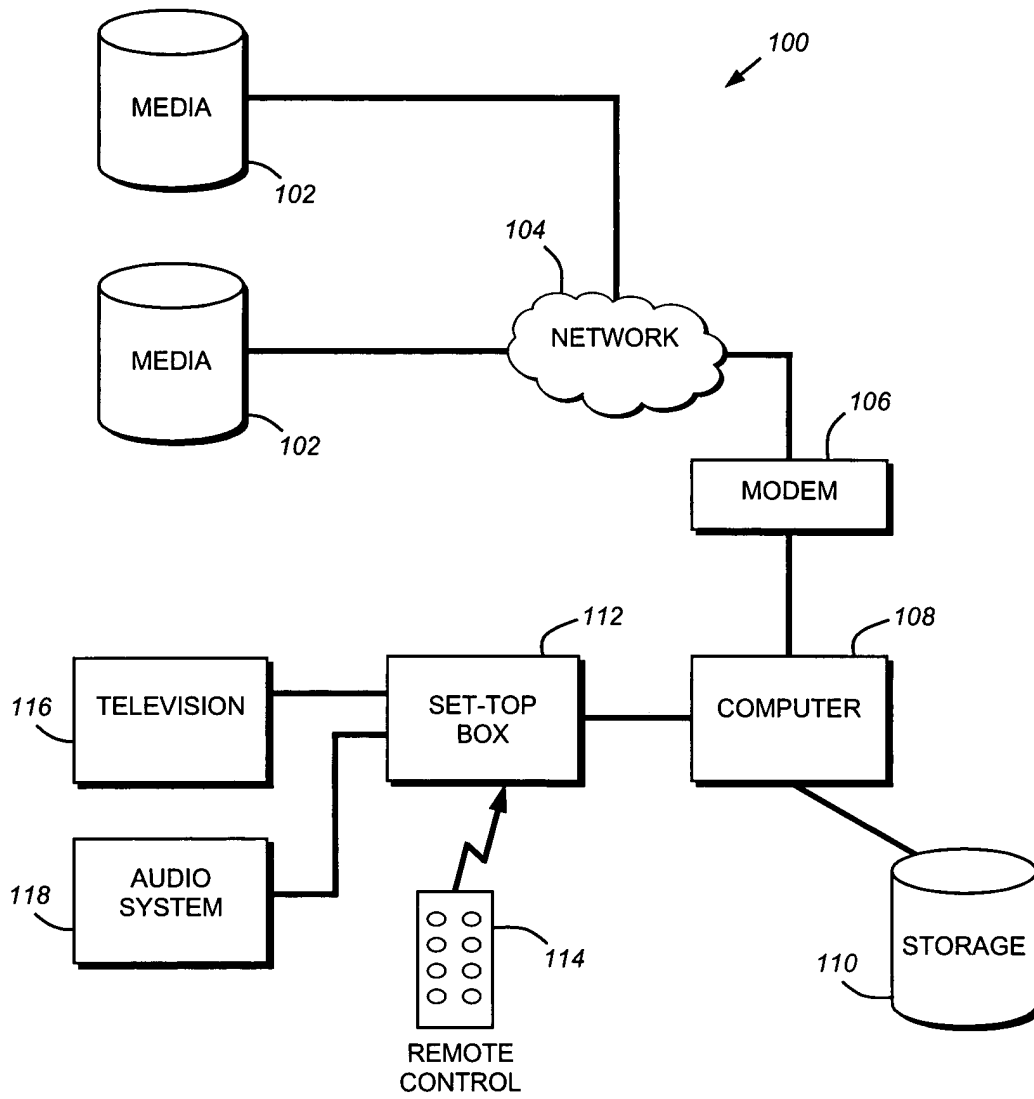 100
MEDIA
102
104
NETWORK
MEDIA
102
106
MODEM
112
108
116
TELEVISION
SET-TOP
BOX
COMPUTER
118
AUDIO
SYSTEM
114
REMOTE
CONTROL
STORAGE
110